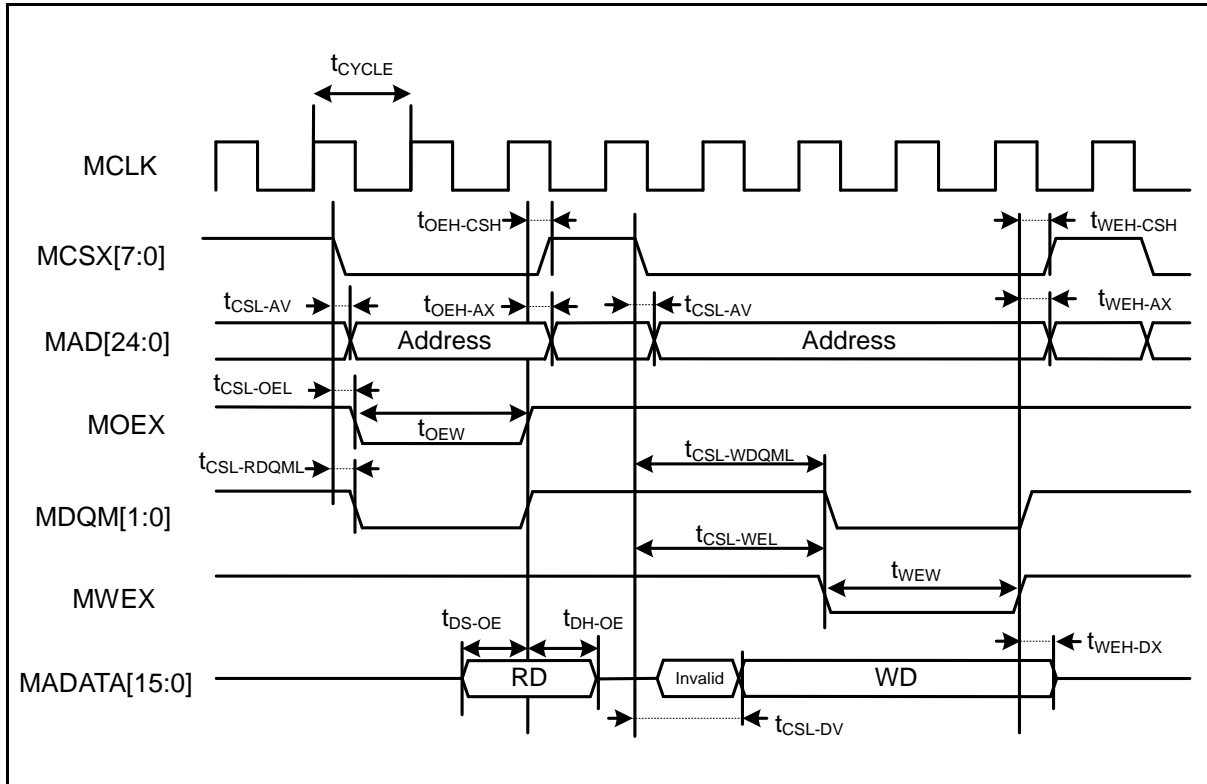 tCYCLE
MCLK
tOEH-CSH
tWEH-CSH
MCSX[7:0]
tCSL-AV
tOEH-AX
tCSL-AV
tWEH-AX
MAD[24:0]
Address
Address
tCSL-OEL
MOEX
tOEW
tCSL-RDQML
tCSL-WDQML
MDQM[1:0]
tCSL-WEL
tWEW
MWEX
tDS-OE
tDH-OE
tWEH-DX
MADATA[15:0]
RD
Invalid
WD
tCSL-DV